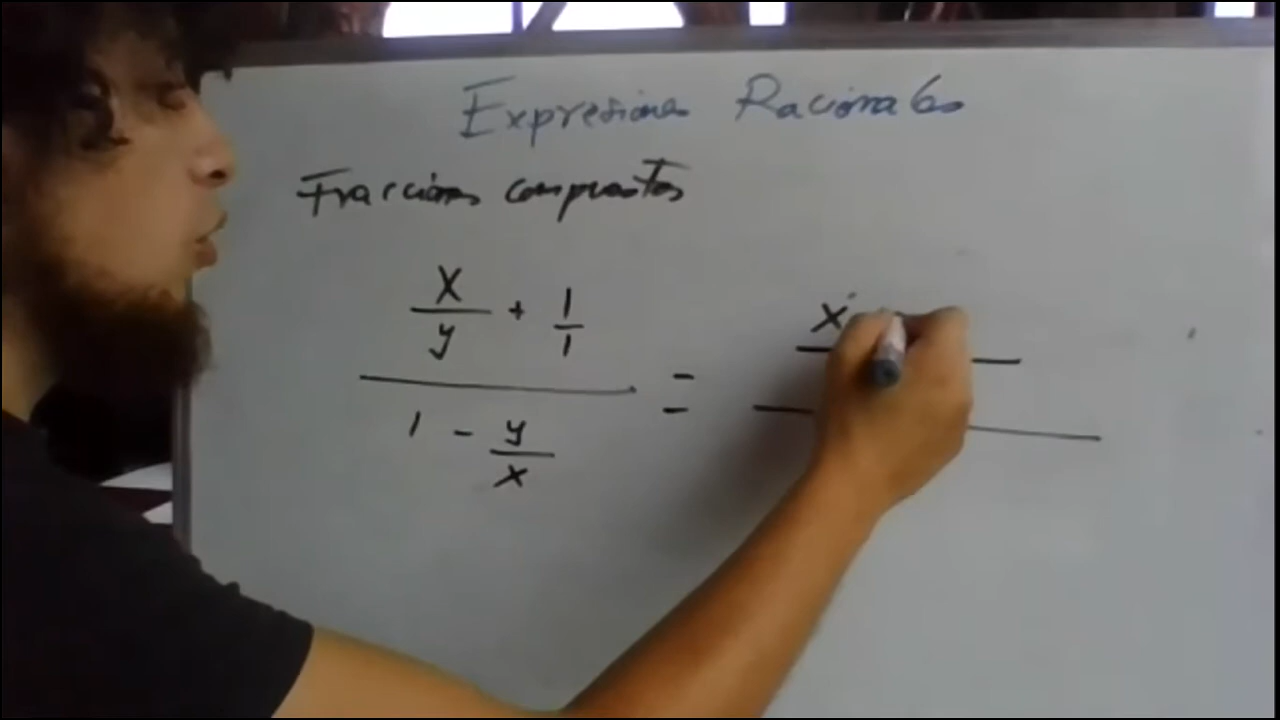 Expresiones Racionales
Fracciones compuestas
x/y + 1/1
= x
1 - y/x